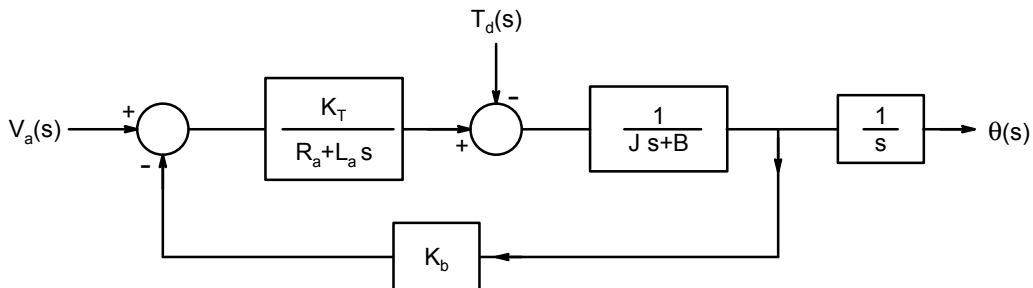 T_d(s)
V_a(s)
+
-
K_T
R_a+L_a s
+
-
1
J s+B
1
s
θ(s)
K_b